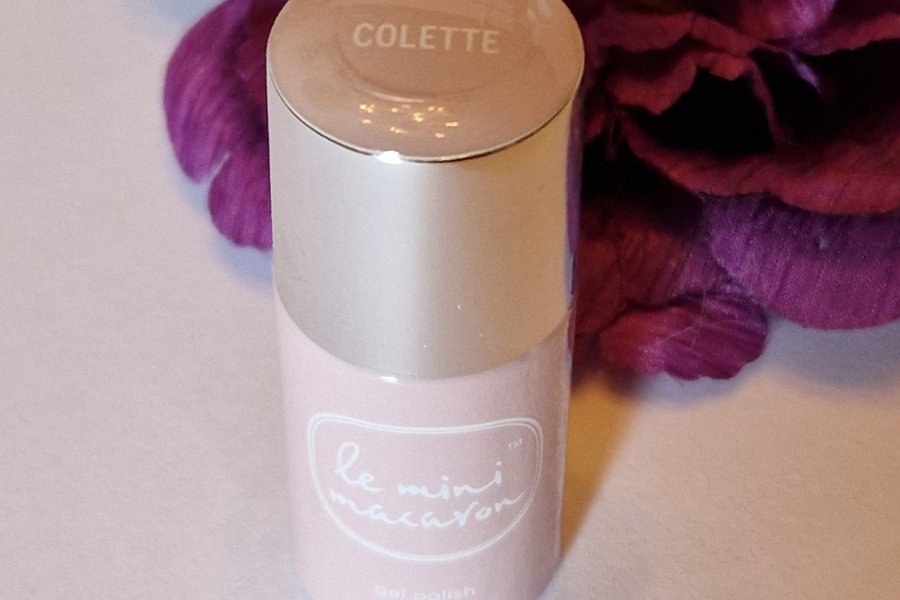 COLETTE
le mini
macaron
TM
gel polish